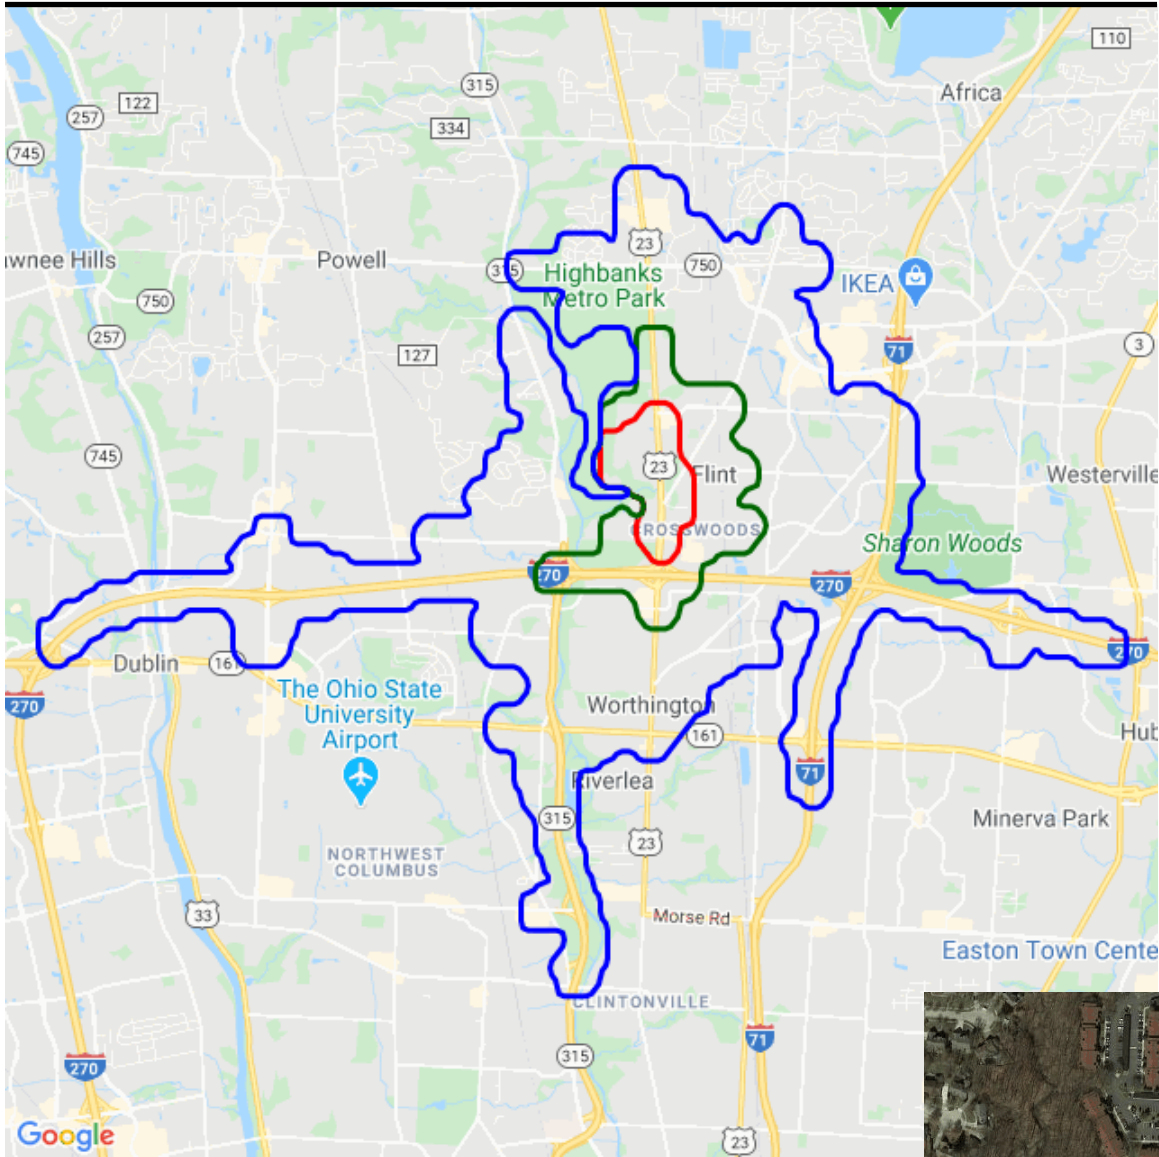 110
315
Africa
122
257
334
745
23
wnee Hills
Powell
315
Highbanks
Metro Park
750
IKEA
750
257
127
71
3
745
23
Flint
Westerville
CROSSWOODS
Sharon Woods
270
270
270
Dublin
161
270
The Ohio State
University
Airport
Worthington
161
Hub
71
Riverlea
315
Minerva Park
23
NORTHWEST
COLUMBUS
33
Morse Rd
Easton Town Cente
CLINTONVILLE
71
315
270
Google
23